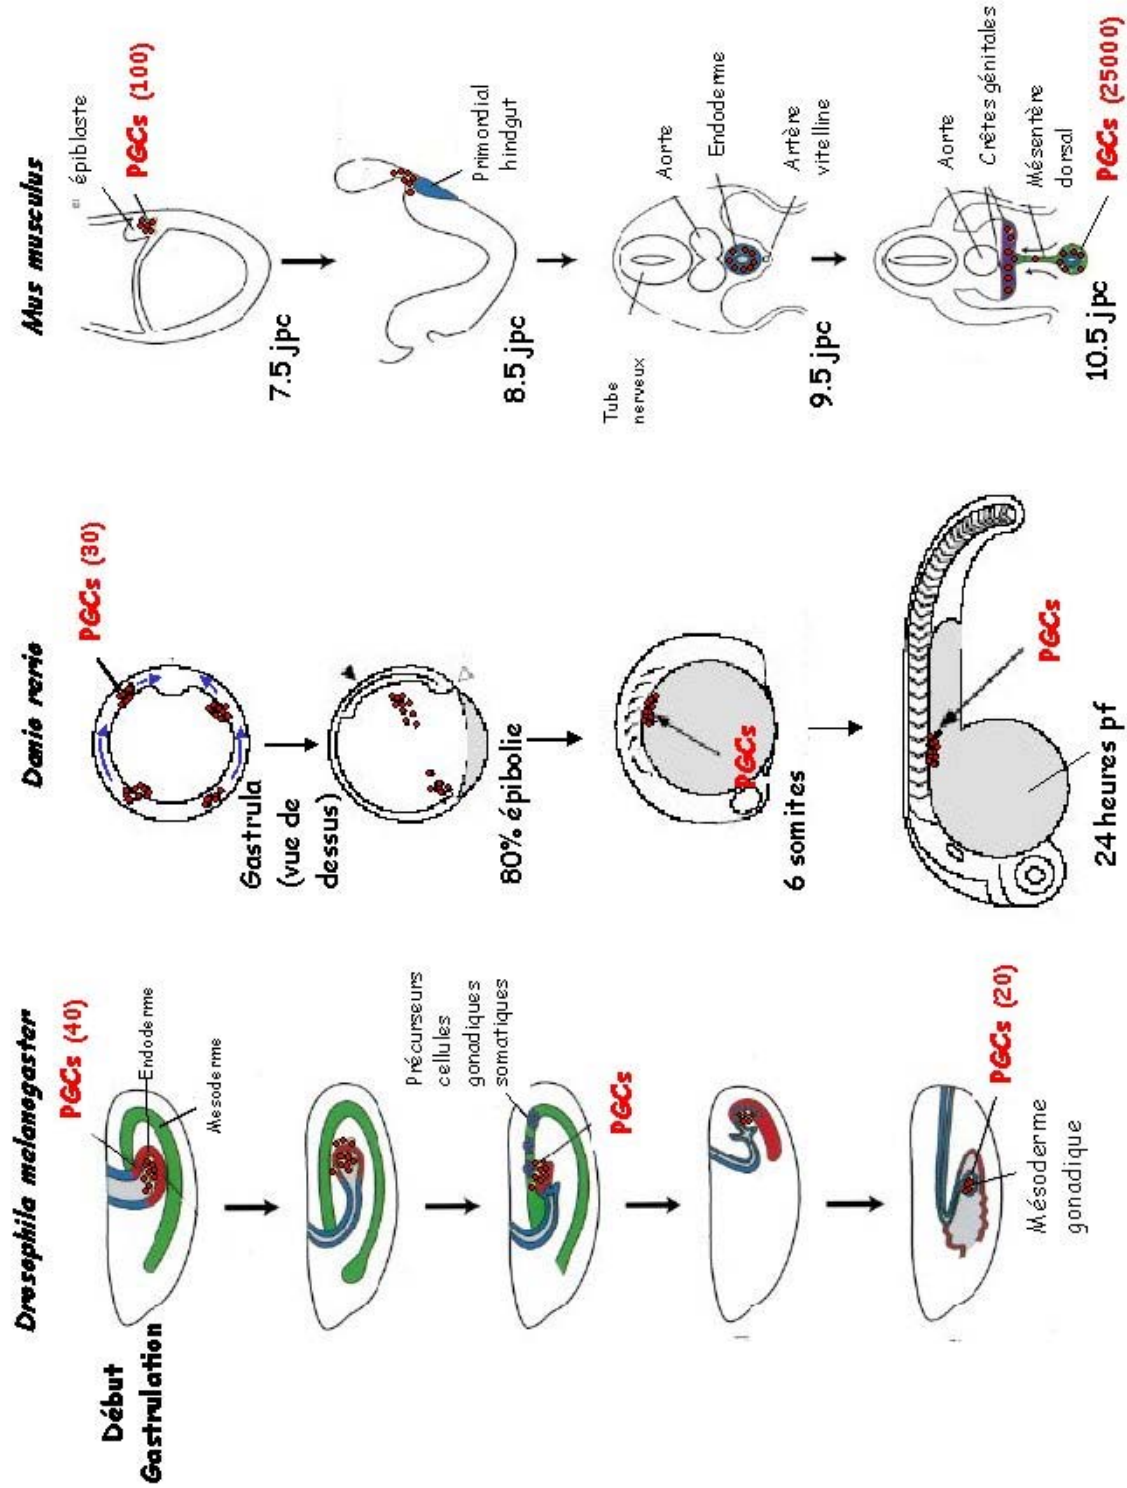 Drosophila melanogaster
Début
Gastrulation
PGCs (40)
Endoderme
Mesoderme
Précurseurs
cellules
gonadiques
somatiques
PGCs
PGCs (20)
Mésoderme
gonadique
Danio rerio
PGCs (30)
Gastrula
(vue de
dessus)
80% épibolie
PGCs
6 somites
PGCs
24 heures pf
Mus musculus
épiblaste
PGCs (100)
7.5 jpc
Primordial
hindgut
8.5 jpc
Tube
nerveux
Aorte
Endoderme
Artère
vitelline
9.5 jpc
Aorte
Crêtes génitales
Mésentère
dorsal
PGCs (25000)
10.5 jpc